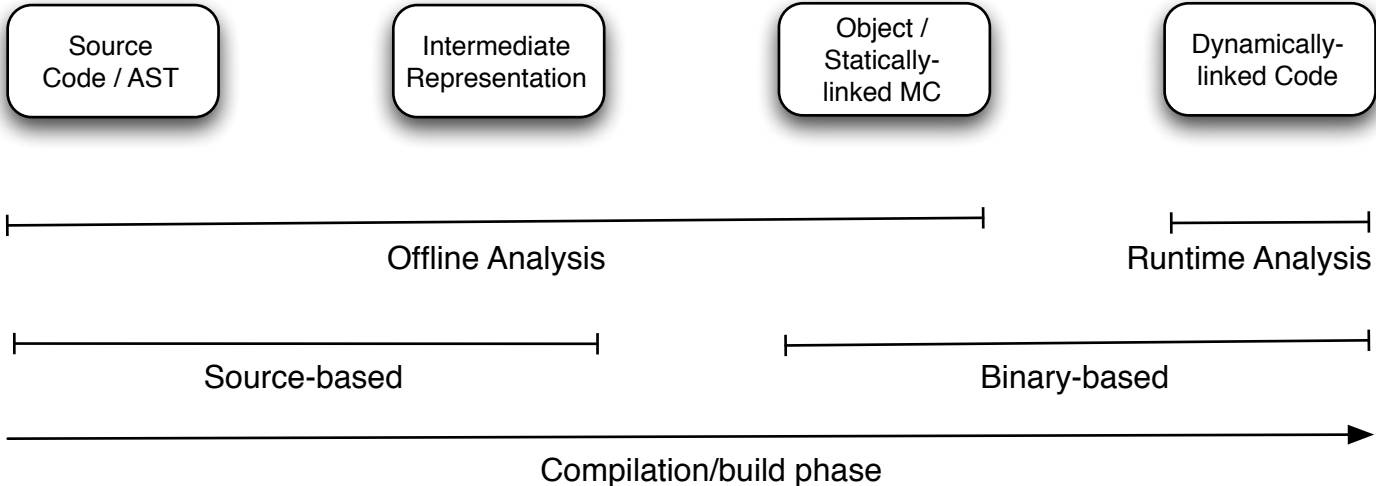 Source
Code / AST
Intermediate
Representation
Object /
Statically-
linked MC
Dynamically-
linked Code
Offline Analysis
Runtime Analysis
Source-based
Binary-based
Compilation/build phase